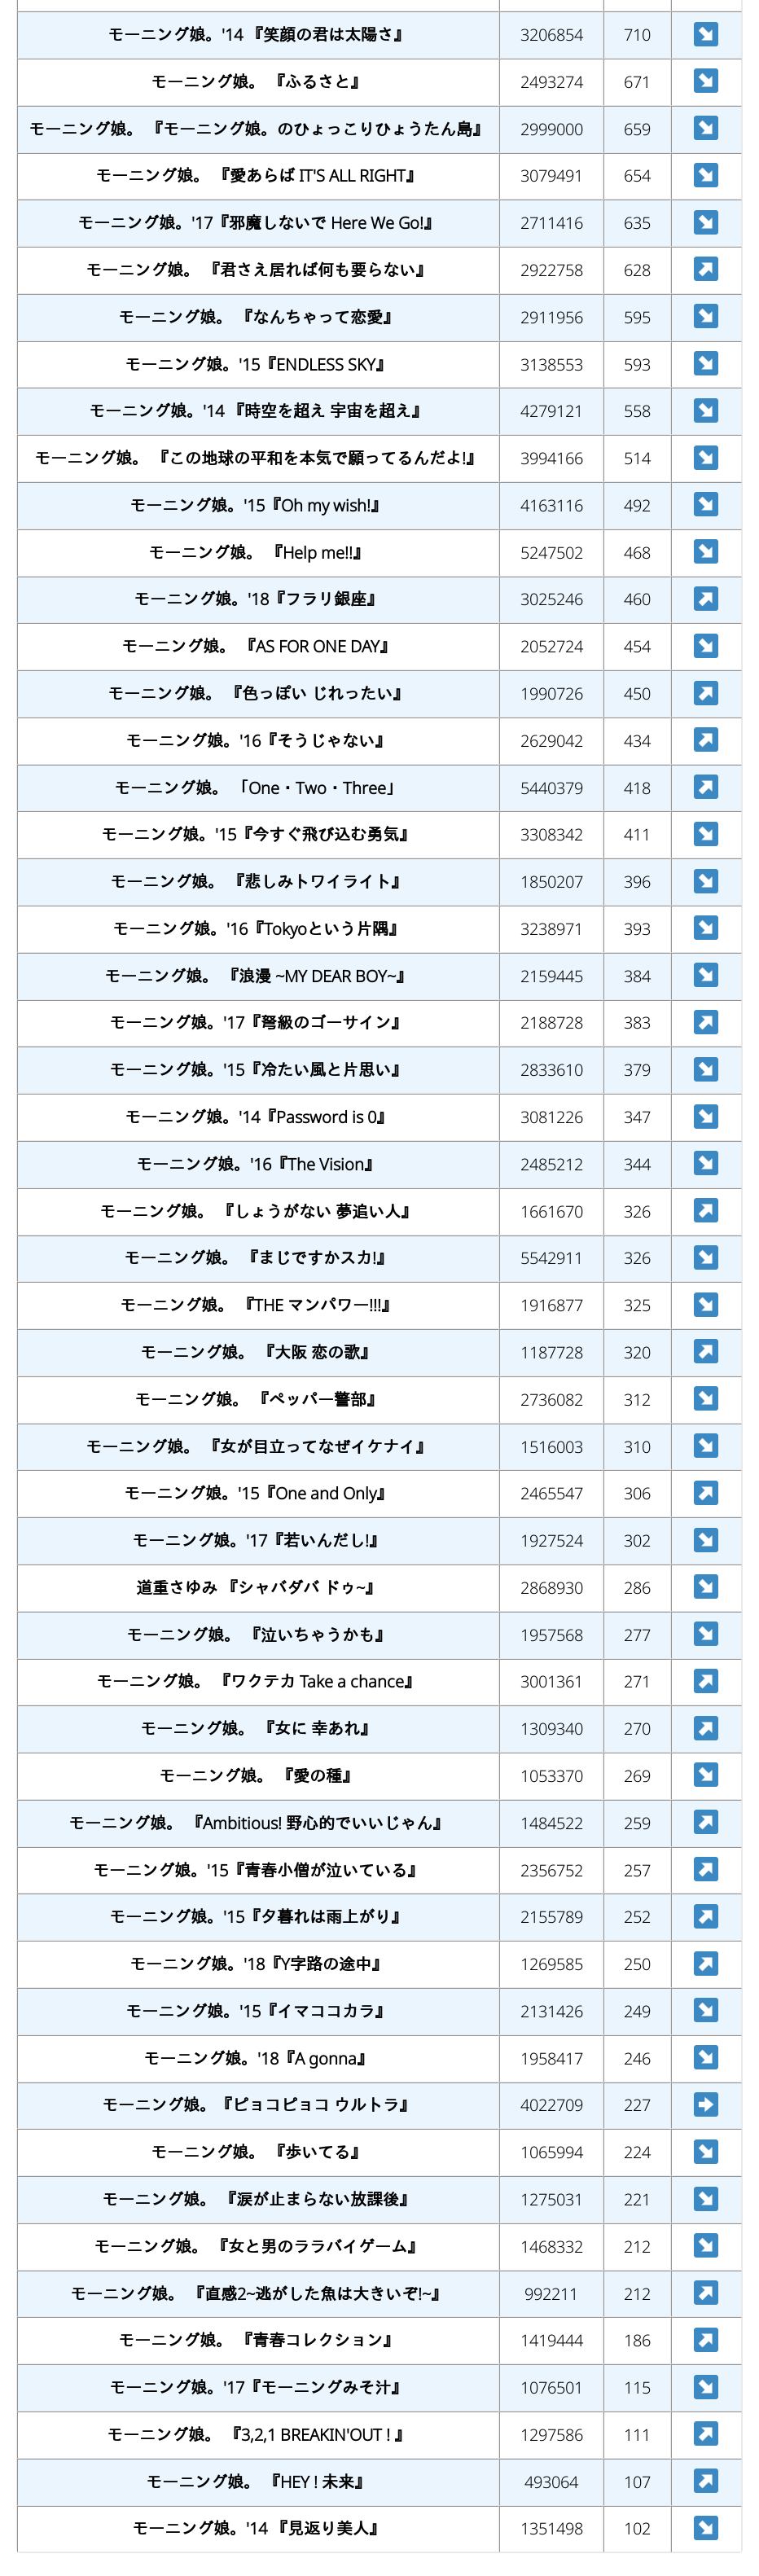 モーニング娘。'14 『笑顔の君は太陽さ』 3206854 710 ↘
モーニング娘。 『ふるさと』 2493274 671 ↘
モーニング娘。 『モーニング娘。のひょっこりひょうたん島』 2999000 659 ↘
モーニング娘。 『愛あらば IT'S ALL RIGHT』 3079491 654 ↘
モーニング娘。'17『邪魔しないで Here We Go!』 2711416 635 ↘
モーニング娘。 『君さえ居れば何も要らない』 2922758 628 ↗
モーニング娘。 『なんちゃって恋愛』 2911956 595 ↘
モーニング娘。'15『ENDLESS SKY』 3138553 593 ↘
モーニング娘。'14 『時空を超え 宇宙を超え』 4279121 558 ↘
モーニング娘。 『この地球の平和を本気で願ってるんだよ!』 3994166 514 ↘
モーニング娘。'15『Oh my wish!』 4163116 492 ↘
モーニング娘。 『Help me!!』 5247502 468 ↘
モーニング娘。'18『フラリ銀座』 3025246 460 ↗
モーニング娘。 『AS FOR ONE DAY』 2052724 454 ↘
モーニング娘。 『色っぽい じれったい』 1990726 450 ↗
モーニング娘。'16『そうじゃない』 2629042 434 ↗
モーニング娘。 「One・Two・Three」 5440379 418 ↗
モーニング娘。'15『今すぐ飛び込む勇気』 3308342 411 ↘
モーニング娘。 『悲しみトワイライト』 1850207 396 ↘
モーニング娘。'16『Tokyoという片隅』 3238971 393 ↘
モーニング娘。 『浪漫 ~MY DEAR BOY~』 2159445 384 ↘
モーニング娘。'17『弩級のゴーサイン』 2188728 383 ↗
モーニング娘。'15『冷たい風と片思い』 2833610 379 ↘
モーニング娘。'14『Password is 0』 3081226 347 ↘
モーニング娘。'16『The Vision』 2485212 344 ↘
モーニング娘。 『しょうがない 夢追い人』 1661670 326 ↗
モーニング娘。 『まじですかスカ!』 5542911 326 ↘
モーニング娘。 『THE マンパワー!!!』 1916877 325 ↘
モーニング娘。 『大阪 恋の歌』 1187728 320 ↗
モーニング娘。 『ペッパー警部』 2736082 312 ↘
モーニング娘。 『女が目立ってなぜイケナイ』 1516003 310 ↘
モーニング娘。'15『One and Only』 2465547 306 ↗
モーニング娘。'17『若いんだし!』 1927524 302 ↘
道重さゆみ 『シャバダバ ドゥ~』 2868930 286 ↘
モーニング娘。 『泣いちゃうかも』 1957568 277 ↘
モーニング娘。 『ワクテカ Take a chance』 3001361 271 ↗
モーニング娘。 『女に 幸あれ』 1309340 270 ↗
モーニング娘。 『愛の種』 1053370 269 ↘
モーニング娘。 『Ambitious! 野心的でいいじゃん』 1484522 259 ↗
モーニング娘。'15『青春小僧が泣いている』 2356752 257 ↗
モーニング娘。'15『夕暮れは雨上がり』 2155789 252 ↗
モーニング娘。'18『Y字路の途中』 1269585 250 ↗
モーニング娘。'15『イマココカラ』 2131426 249 ↘
モーニング娘。'18『A gonna』 1958417 246 ↘
モーニング娘。『ピョコピョコ ウルトラ』 4022709 227 ➡
モーニング娘。 『歩いてる』 1065994 224 ↘
モーニング娘。 『涙が止まらない放課後』 1275031 221 ↘
モーニング娘。 『女と男のララバイゲーム』 1468332 212 ↘
モーニング娘。 『直感2~逃がした魚は大きいぞ!~』 992211 212 ↗
モーニング娘。 『青春コレクション』 1419444 186 ↗
モーニング娘。'17『モーニングみそ汁』 1076501 115 ↘
モーニング娘。 『3,2,1 BREAKIN'OUT ! 』 1297586 111 ↗
モーニング娘。 『HEY ! 未来』 493064 107 ↗
モーニング娘。'14 『見返り美人』 1351498 102 ↘